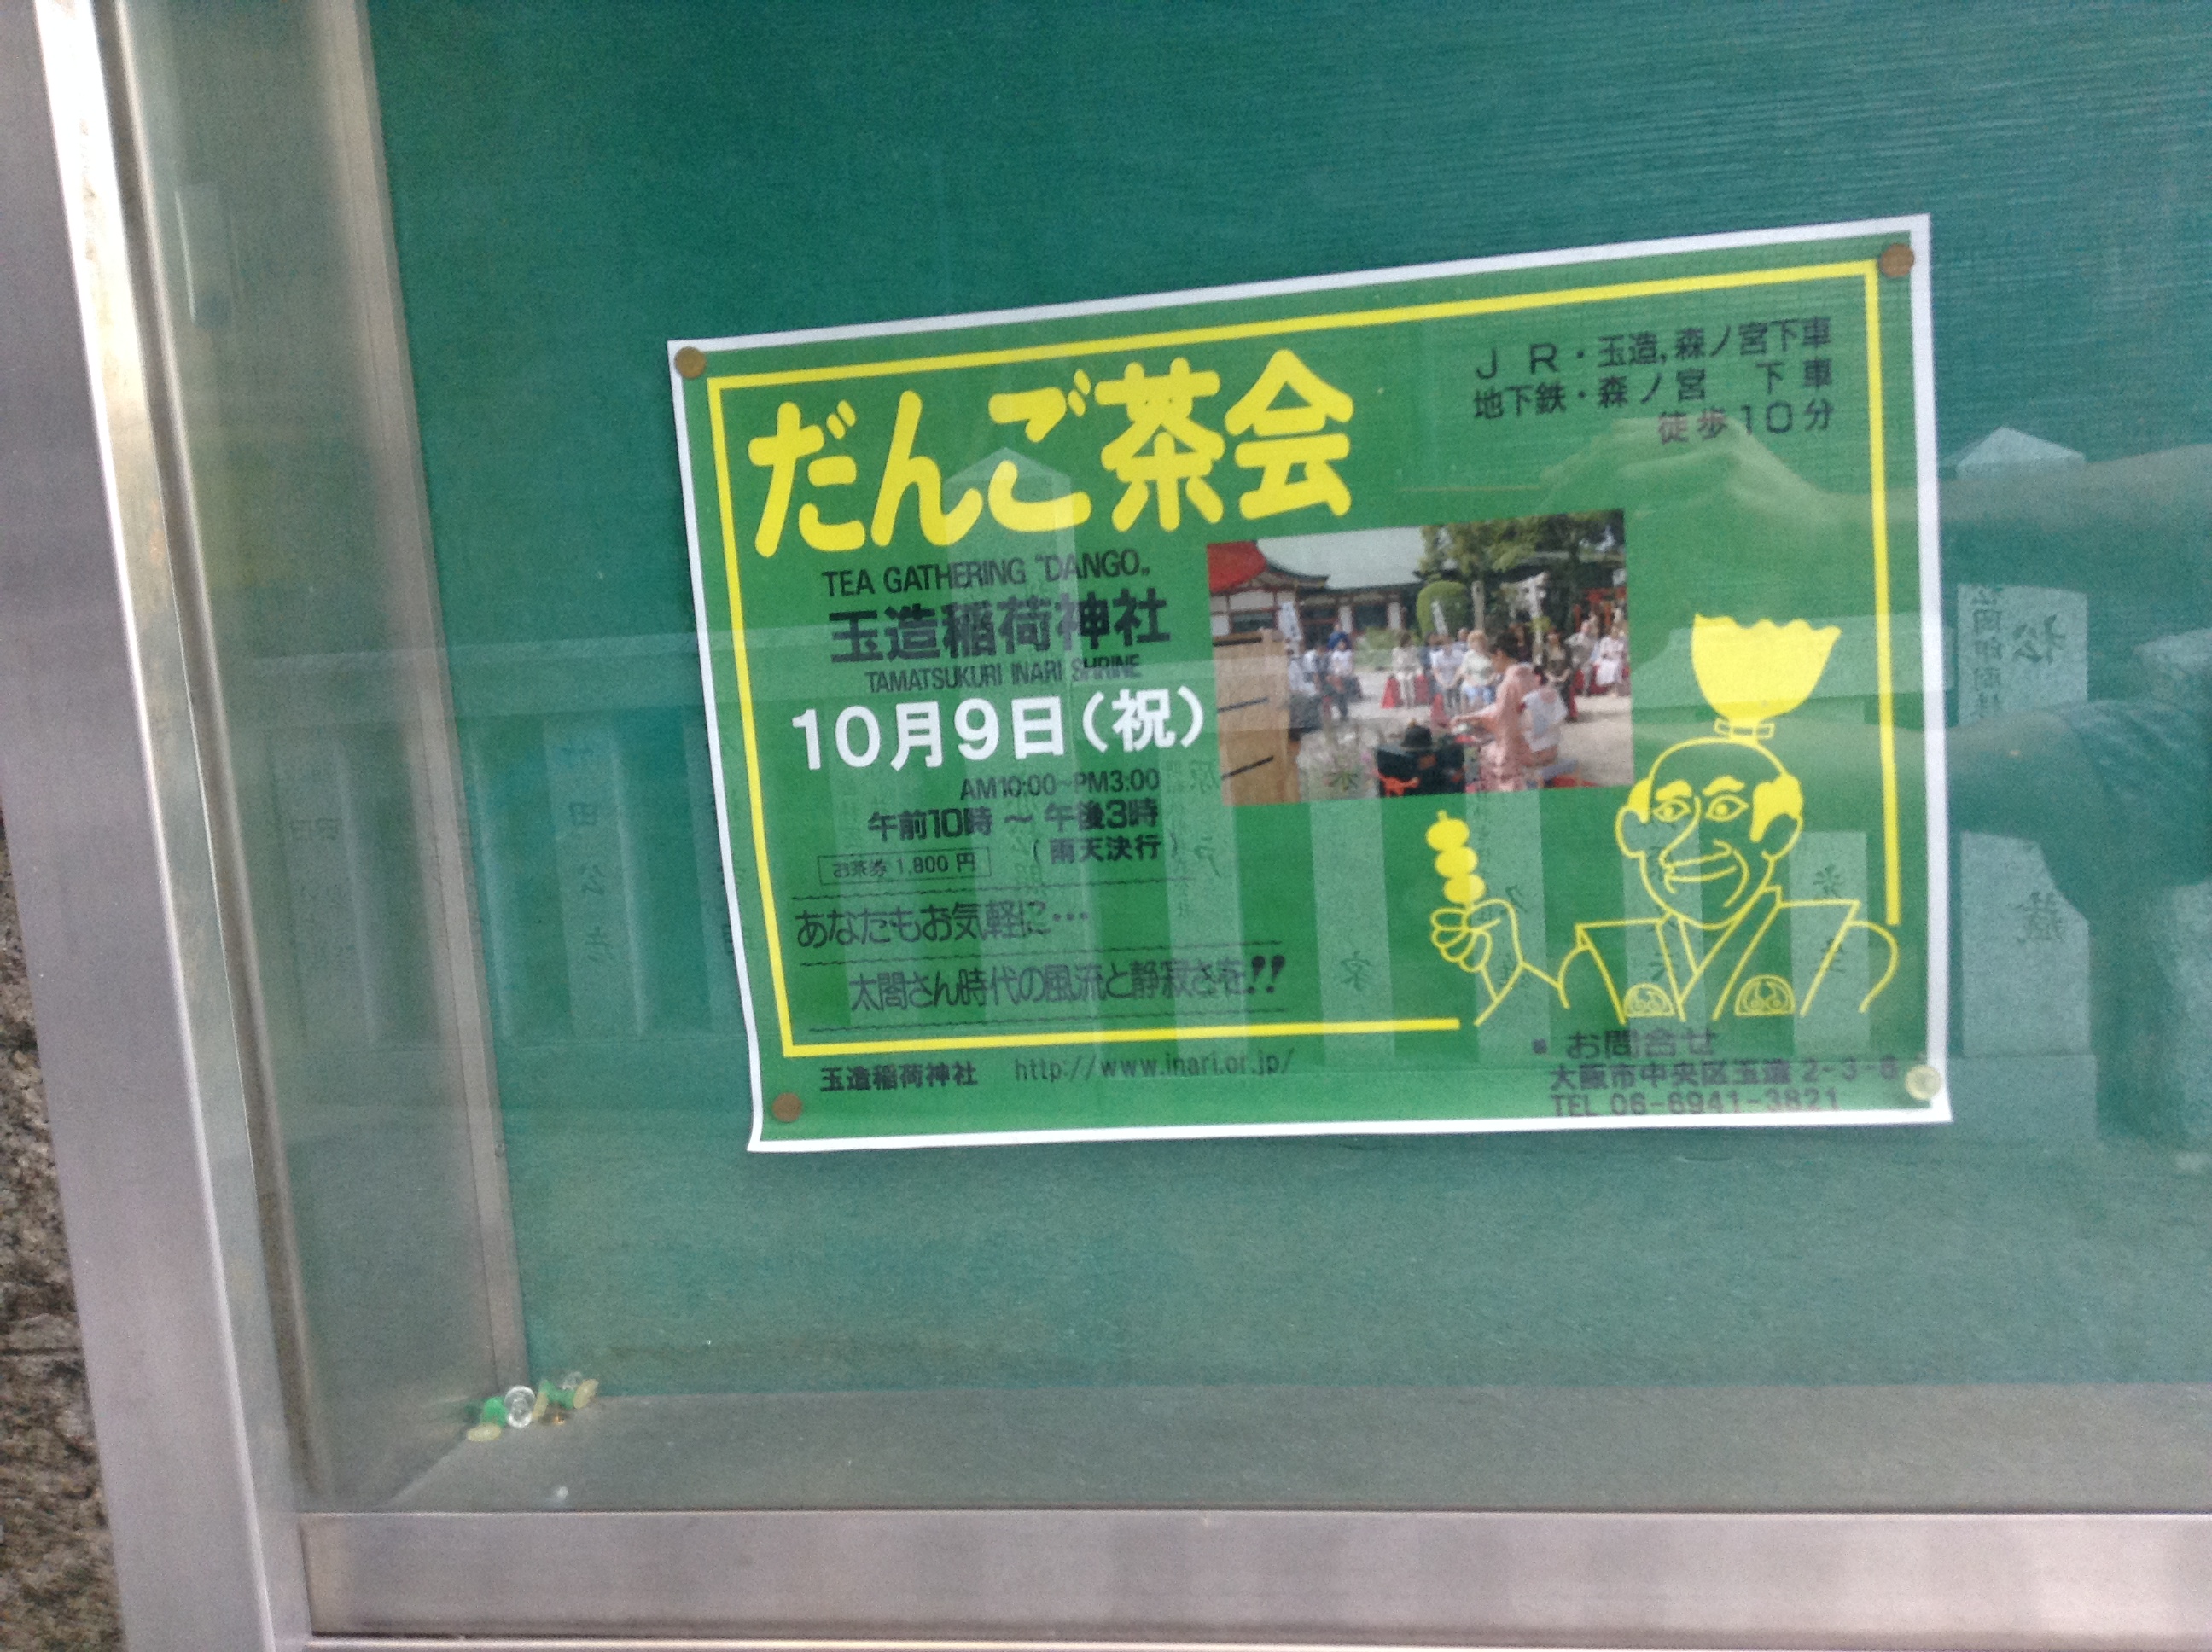 だんご茶会
JR・玉造,森ノ宮下車
地下鉄・森ノ宮 下車
徒歩10分
TEA GATHERING "DANGO„
玉造稲荷神社
TAMATSUKURI INARI SHRINE
10月9日(祝)
AM10:00~PM3:00
午前10時 〜 午後3時
お茶券 1,800 円
(雨天決行)
あなたもお気軽に…
太閤さん時代の風流と静寂さを!!
玉造稲荷神社 http://www.inari.or.jp/
お問合せ
大阪市中央区玉造 2-3-8
TEL 06-6941-3821